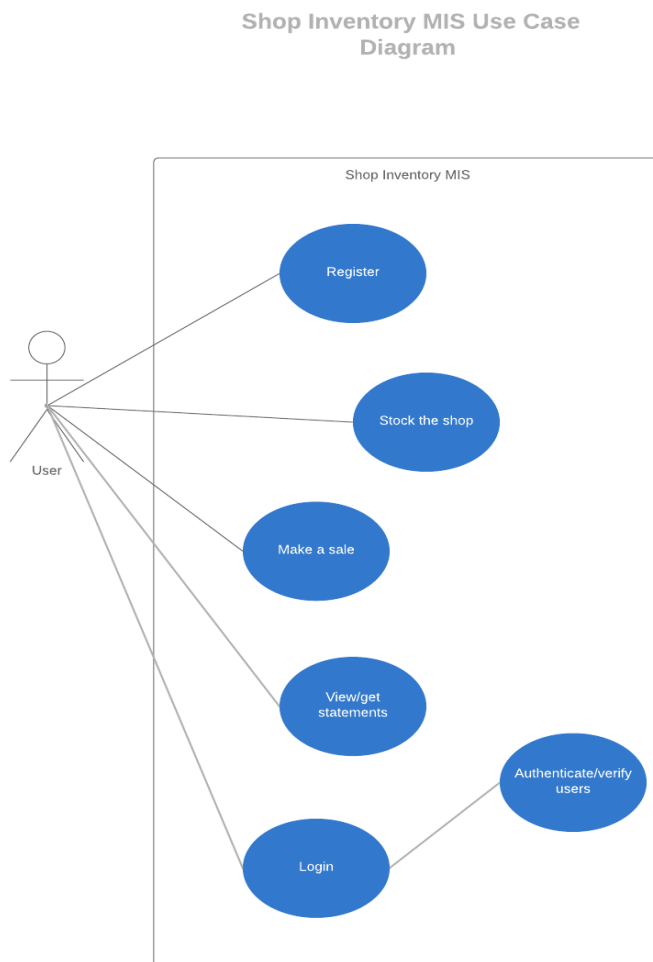 Shop Inventory MIS Use Case
Diagram
Shop Inventory MIS
Register
Stock the shop
User
Make a sale
View/get
statements
Authenticate/verify
users
Login